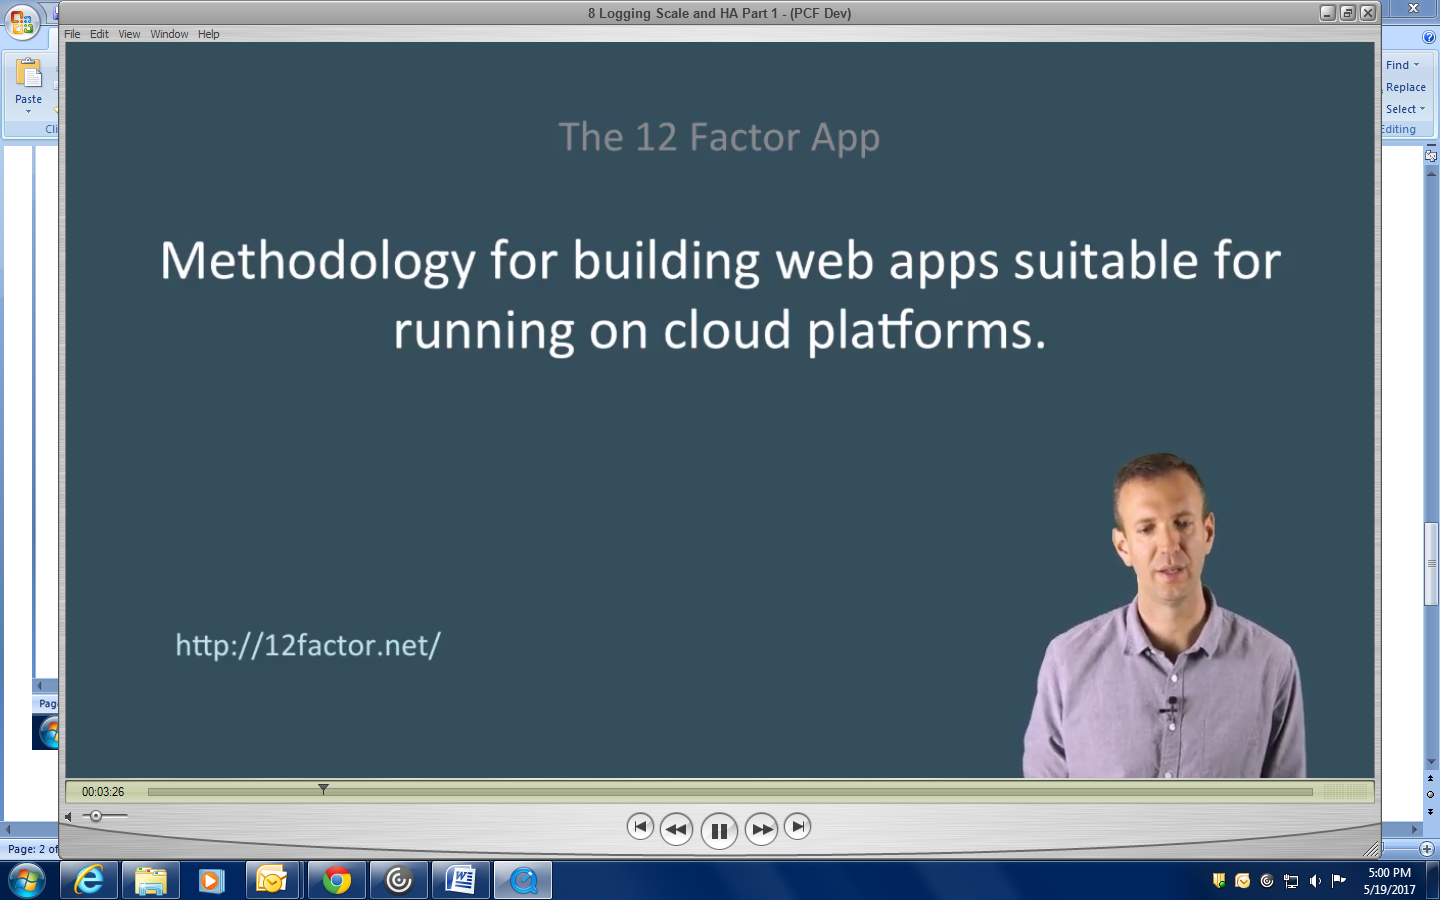 8 Logging Scale and HA Part 1 - (PCF Dev)
File Edit View Window Help
Paste
Cli
Find
Replace
Select
Editing
The 12 Factor App
Methodology for building web apps suitable for
running on cloud platforms.
http://12factor.net/
Pag
00:03:26
Page: 2 of
5:00 PM
5/19/2017